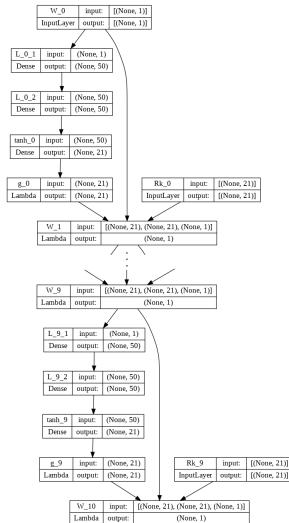 W_0 input: [(None, 1)]
InputLayer output: [(None, 1)]
L_0_1 input: (None, 1)
Dense output: (None, 50)
L_0_2 input: (None, 50)
Dense output: (None, 50)
tanh_0 input: (None, 50)
Dense output: (None, 21)
g_0 input: (None, 21) Rk_0 input: [(None, 21)]
Lambda output: (None, 21) InputLayer output: [(None, 21)]
W_1 input: [(None, 21), (None, 21), (None, 1)]
Lambda output: (None, 1)
W_9 input: [(None, 21), (None, 21), (None, 1)]
Lambda output: (None, 1)
L_9_1 input: (None, 1)
Dense output: (None, 50)
L_9_2 input: (None, 50)
Dense output: (None, 50)
tanh_9 input: (None, 50)
Dense output: (None, 21)
g_9 input: (None, 21) Rk_9 input: [(None, 21)]
Lambda output: (None, 21) InputLayer output: [(None, 21)]
W_10 input: [(None, 21), (None, 21), (None, 1)]
Lambda output: (None, 1)